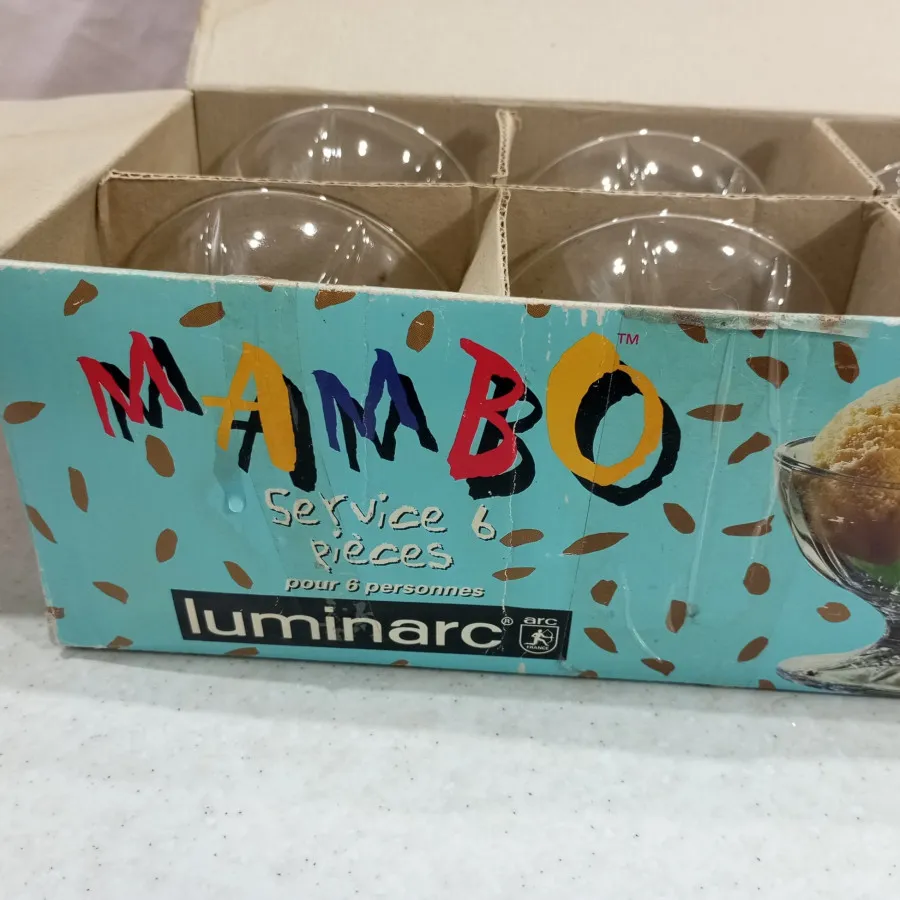 MAMBO™
Service 6
pièces
pour 6 personnes
luminarc® arc
FRANCE